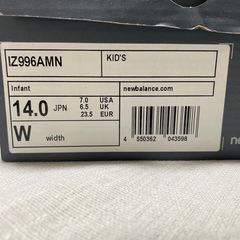 IZ996AMN
KID'S
Infant
newbalance.com
14.0 JPN
7.0 USA
6.5 UK
23.5 EUR
W width
4 550362 043598